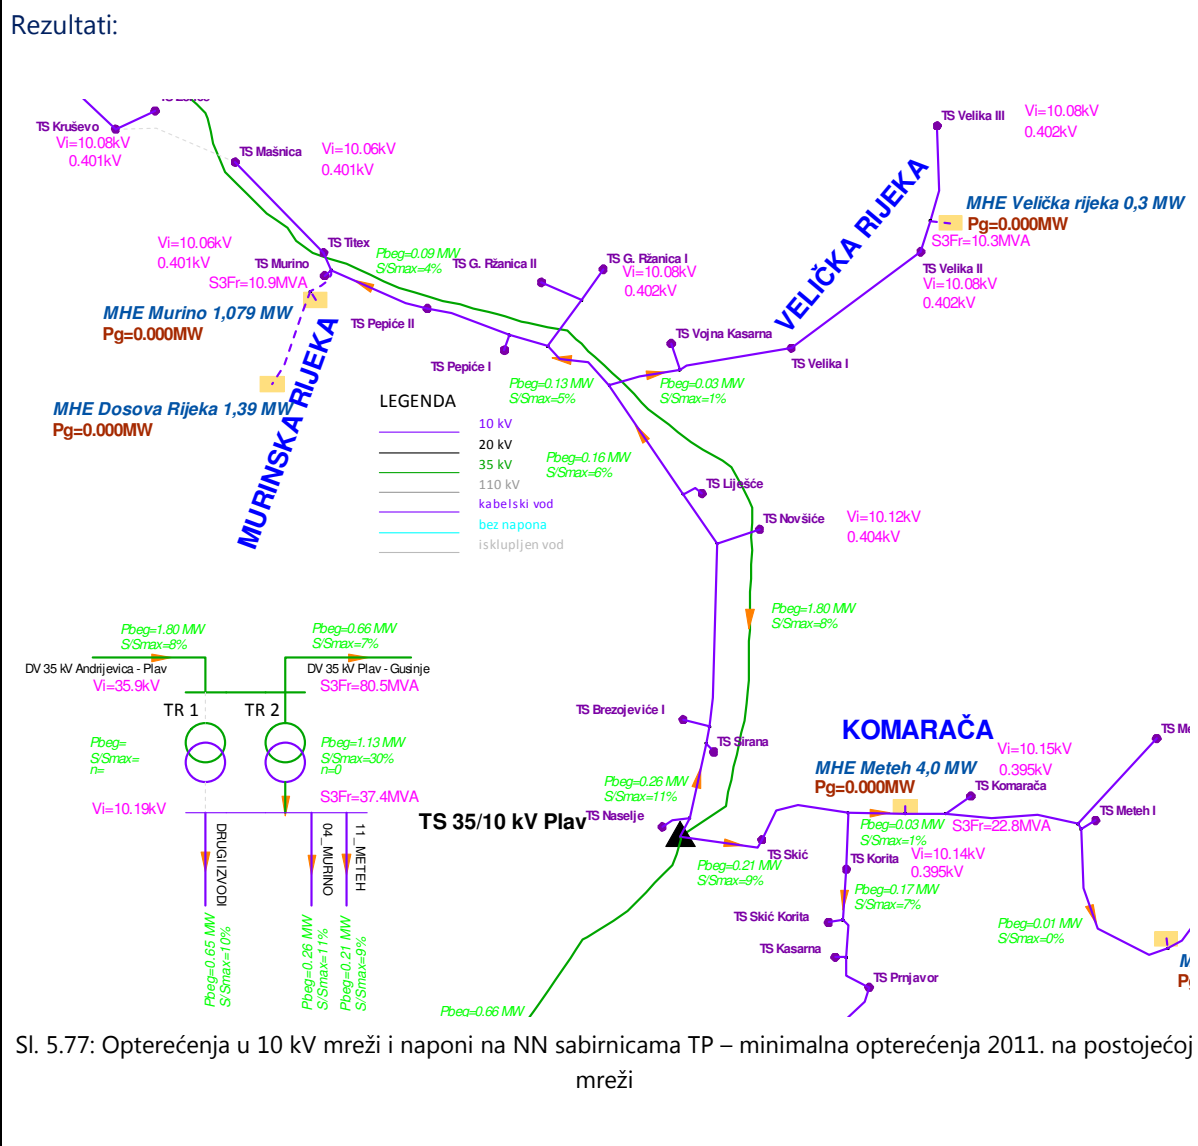 Rezultati:
TS Kruševo
Vi=10.08kV
0.401kV
TS Mašnica
Vi=10.06kV
0.401kV
TS Velika III
Vi=10.08kV
0.402kV
VELIČKA RIJEKA
MHE Velička rijeka 0,3 MW
Pg=0.000MW
S3Fr=10.3MVA
TS Velika II
Vi=10.08kV
0.402kV
Vi=10.06kV
0.401kV
TS Titex
TS Murino
S3Fr=10.9MVA
Pbeg=0.09 MW
S/Smax=4%
TS G. Ržanica II
TS G. Ržanica I
Vi=10.08kV
0.402kV
MHE Murino 1,079 MW
Pg=0.000MW
TS Pepiće II
TS Pepiće I
TS Vojna Kasarna
TS Velika I
Pbeg=0.13 MW
S/Smax=5%
Pbeg=0.03 MW
S/Smax=1%
MHE Dosova Rijeka 1,39 MW
Pg=0.000MW
MURINSKA RIJEKA
LEGENDA
10 kV
20 kV
35 kV
110 kV
kabelski vod
bez napona
isklupljen vod
Pbeg=0.16 MW
S/Smax=6%
TS Liješće
TS Novšiće
Vi=10.12kV
0.404kV
Pbeg=1.80 MW
S/Smax=8%
Pbeg=1.80 MW
S/Smax=8%
Pbeg=0.66 MW
S/Smax=7%
DV 35 kV Andrijevica - Plav
Vi=35.9kV
DV 35 kV Plav - Gusinje
S3Fr=80.5MVA
TR 1
TR 2
Pbeg=
S/Smax=
n=
Pbeg=1.13 MW
S/Smax=30%
n=0
S3Fr=37.4MVA
Vi=10.19kV
DRUGI IZVODI
04_MURINO
11_METEH
Pbeg=0.65 MW
S/Smax=10%
Pbeg=0.26 MW
S/Smax=11%
Pbeg=0.21 MW
S/Smax=9%
TS Brezojeviće I
TS Sirana
Pbeg=0.26 MW
S/Smax=11%
TS Naselje
TS 35/10 kV Plav
KOMARAČA
Vi=10.15kV
0.395kV
MHE Meteh 4,0 MW
Pg=0.000MW
TS Komarača
TS Me
TS Meteh I
Pbeg=0.03 MW
S/Smax=1%
S3Fr=22.8MVA
TS Skić
Pbeg=0.21 MW
S/Smax=9%
TS Korita
Vi=10.14kV
0.395kV
Pbeg=0.17 MW
S/Smax=7%
TS Skić Korita
TS Kasarna
TS Prnjavor
Pbeg=0.01 MW
S/Smax=0%
M
Pg
Pbeg=0.66 MW
Sl. 5.77: Opterećenja u 10 kV mreži i naponi na NN sabirnicama TP – minimalna opterećenja 2011. na postojećoj
mreži